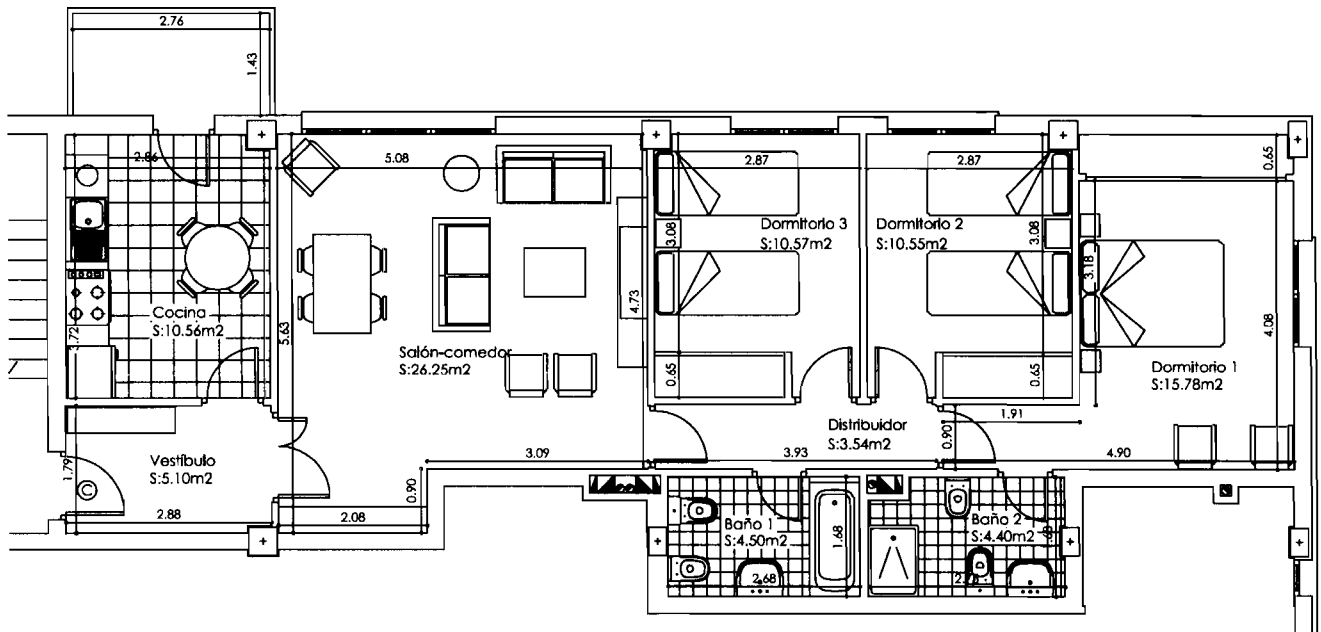 2.76
1.43
2.86
5.08
2.87
2.87
0.65
Dormitorio 3
S:10.57m2
Dormitorio 2
S:10.55m2
3.08
3.08
3.18
4.73
4.08
Cocina
S:10.56m2
3.72
5.63
Salón-comedor
S:26.25m2
Dormitorio 1
S:15.78m2
0.65
0.65
1.91
Distribuidor
S:3.54m2
0.90
Vestíbulo
S:5.10m2
1.79
C
3.09
3.93
4.90
0.90
2.88
2.08
Baño 1
S:4.50m2
1.68
Baño 2
S:4.40m2
2.68